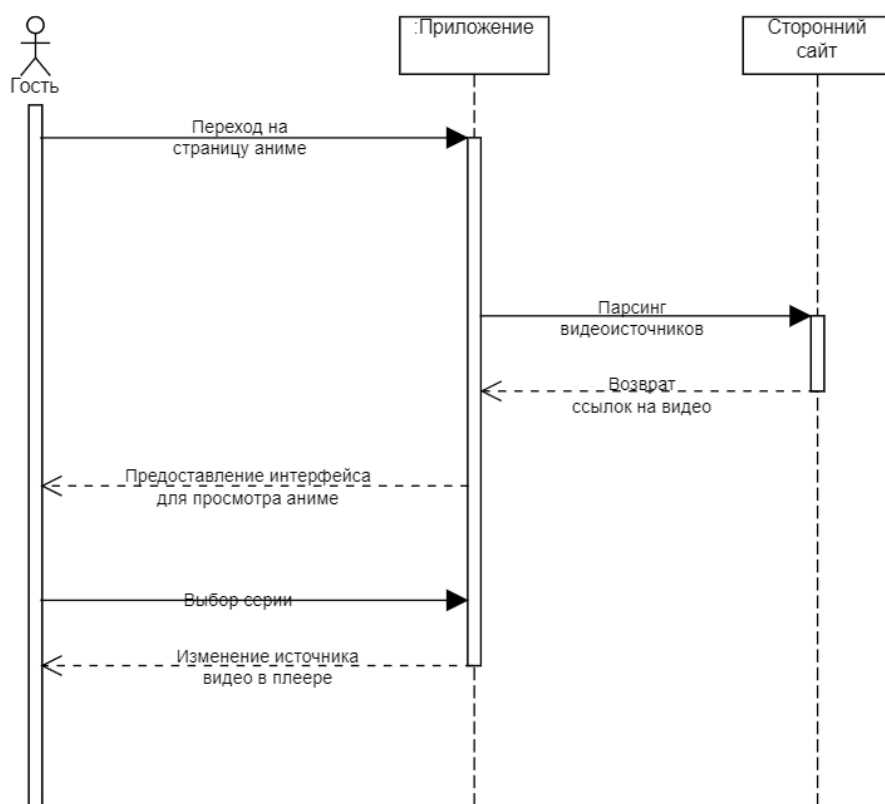 :Приложение
Сторонний
сайт
Гость
Переход на
страницу аниме
Парсинг
видеоисточников
Возврат
ссылок на видео
Предоставление интерфейса
для просмотра аниме
Выбор серии
Изменение источника
видео в плеере